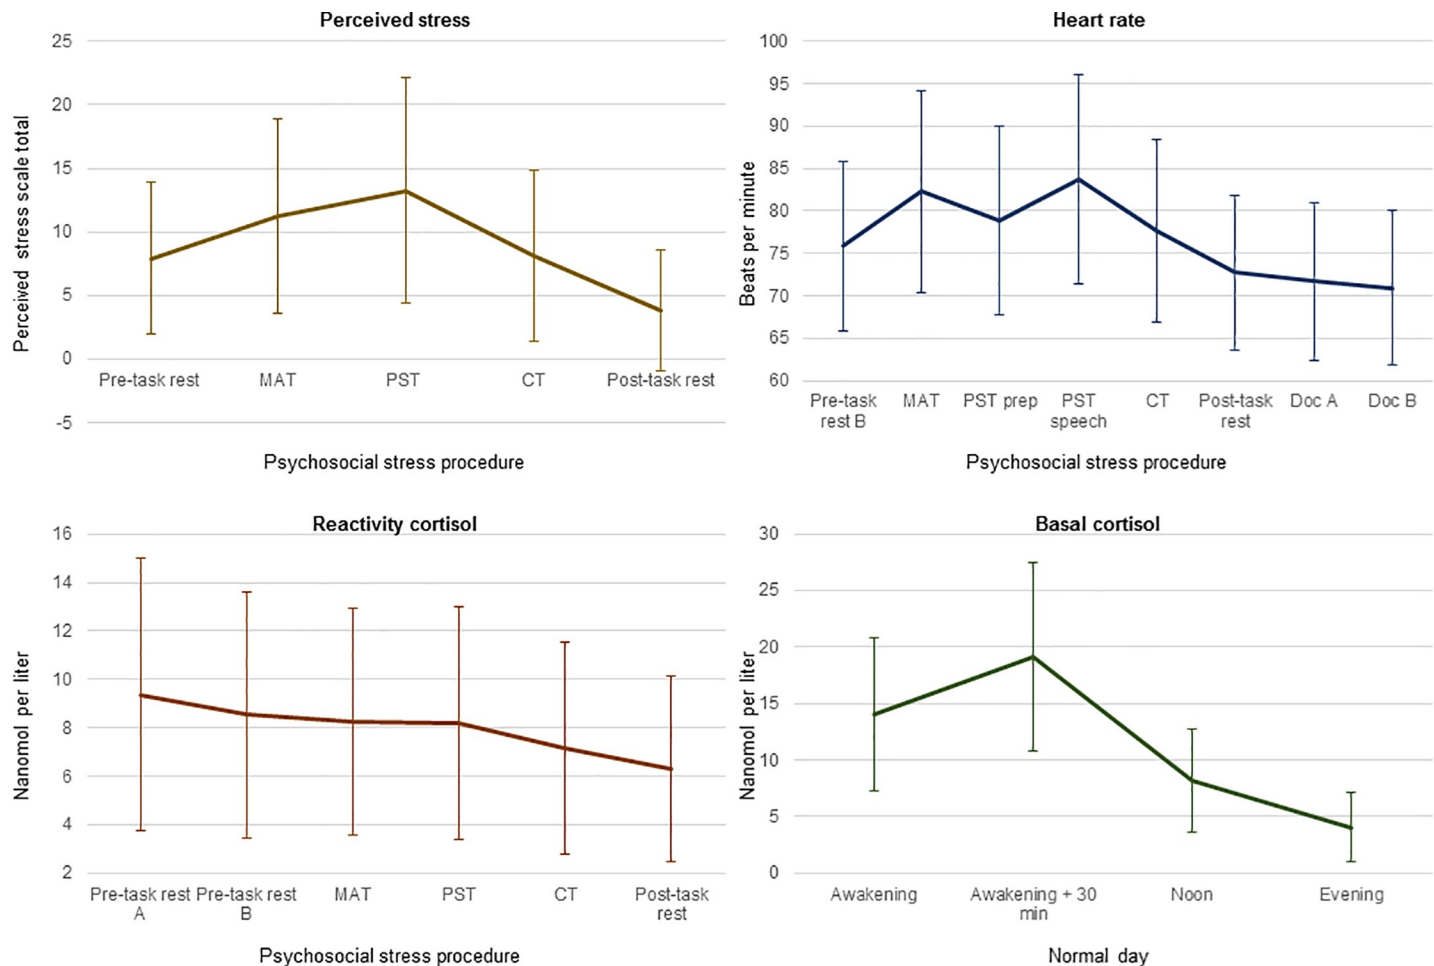 Perceived stress
25
20
15
10
5
0
-5
Perceived stress scale total
Pre-task rest MAT PST CT Post-task rest
Psychosocial stress procedure
Heart rate
100
95
90
85
80
75
70
65
60
Beats per minute
Pre-task rest B MAT PST prep PST speech CT Post-task rest Doc A Doc B
Psychosocial stress procedure
Reactivity cortisol
16
14
12
10
8
6
4
2
Nanomol per liter
Pre-task rest A Pre-task rest B MAT PST CT Post-task rest
Psychosocial stress procedure
Basal cortisol
30
25
20
15
10
5
0
Nanomol per liter
Awakening Awakening + 30 min Noon Evening
Normal day